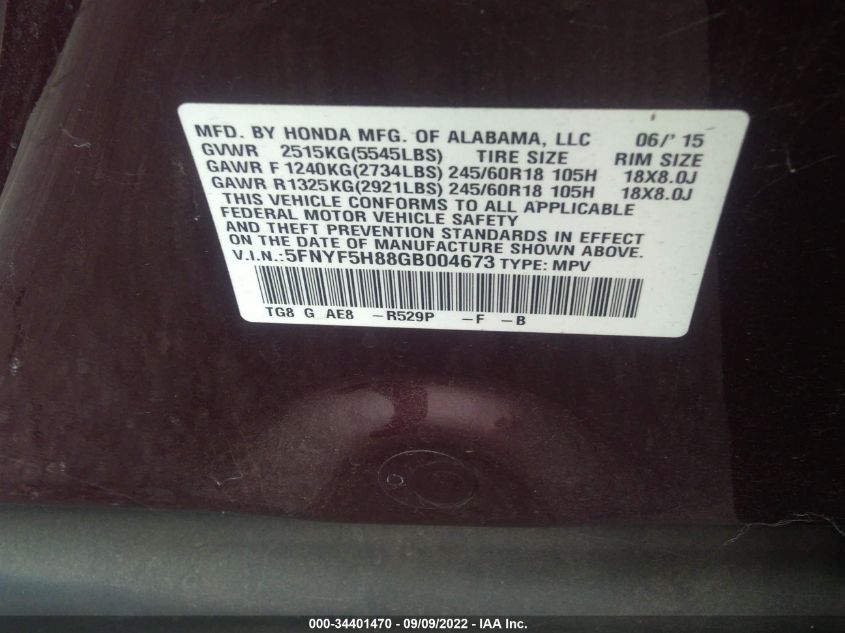 MFD. BY HONDA MFG. OF ALABAMA, LLC 06/' 15
GVWR 2515KG(5545LBS) TIRE SIZE RIM SIZE
GAWR F 1240KG(2734LBS) 245/60R18 105H 18X8.0J
GAWR R1325KG(2921LBS) 245/60R18 105H 18X8.0J
THIS VEHICLE CONFORMS TO ALL APPLICABLE
FEDERAL MOTOR VEHICLE SAFETY
AND THEFT PREVENTION STANDARDS IN EFFECT
ON THE DATE OF MANUFACTURE SHOWN ABOVE.
V.I.N.:5FNYF5H88GB004673 TYPE: MPV
TG8 G AE8 -R529P -F -B
000-34401470 - 09/09/2022 - IAA Inc.